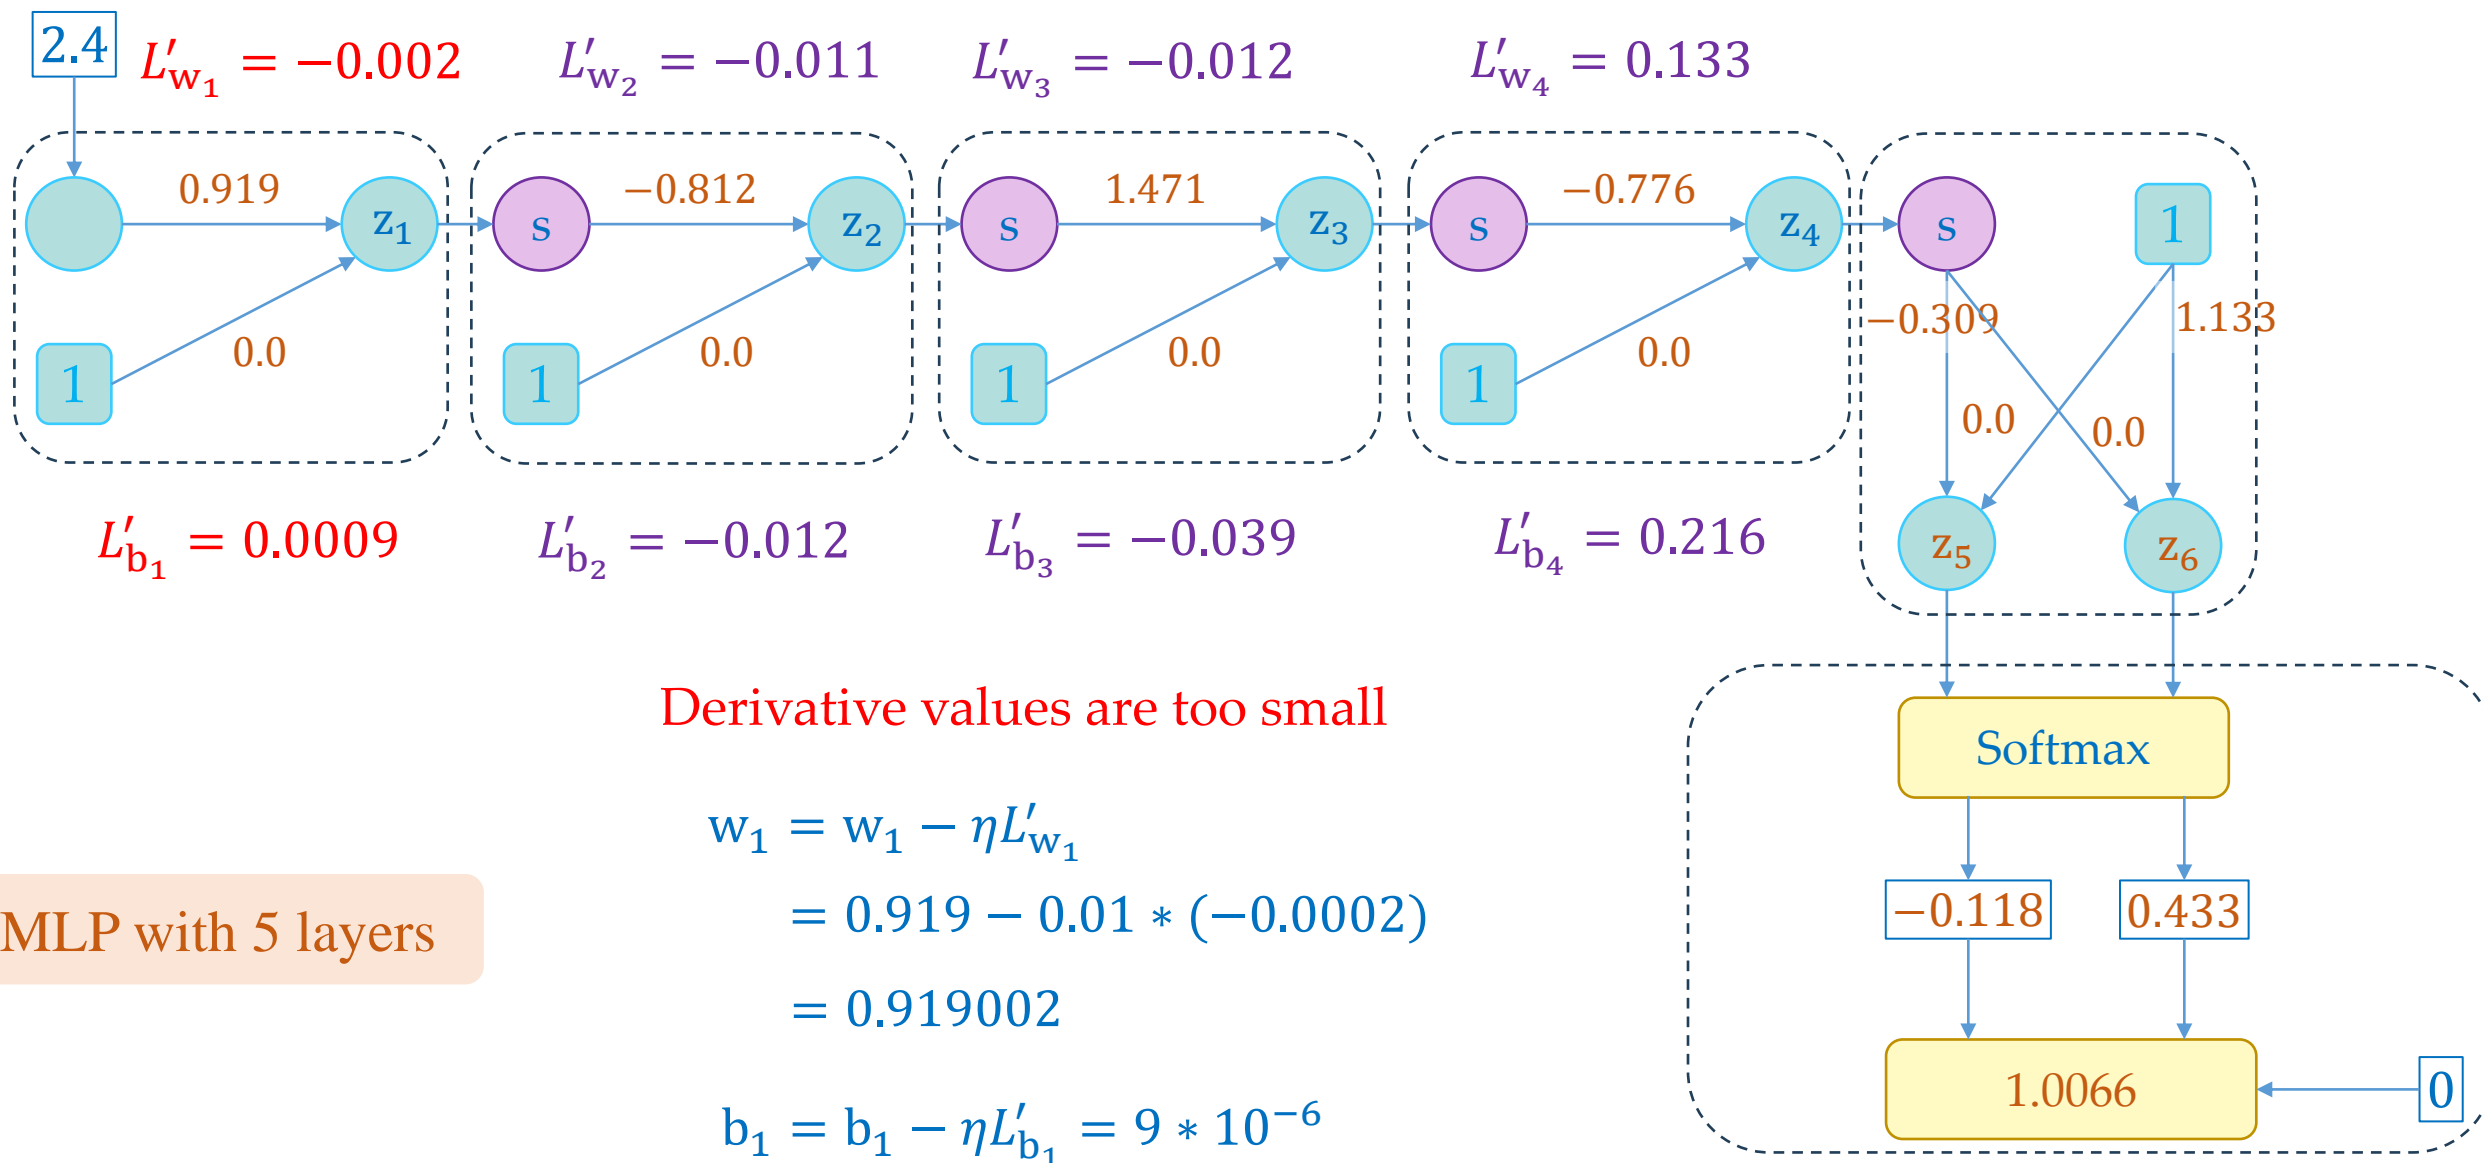 2.4
L′w₁ = −0.002
L′w₂ = −0.011
L′w₃ = −0.012
L′w₄ = 0.133
0.919
−0.812
1.471
−0.776
z₁
s
z₂
s
z₃
s
z₄
s
1
−0.309
1.133
0.0
0.0
0.0
0.0
1
1
1
1
0.0
0.0
L′b₁ = 0.0009
L′b₂ = −0.012
L′b₃ = −0.039
L′b₄ = 0.216
z₅
z₆
Derivative values are too small
Softmax
w₁ = w₁ − ηL′w₁
= 0.919 − 0.01 ∗ (−0.0002)
−0.118
0.433
MLP with 5 layers
= 0.919002
1.0066
0
b₁ = b₁ − ηL′b₁ = 9 ∗ 10⁻⁶